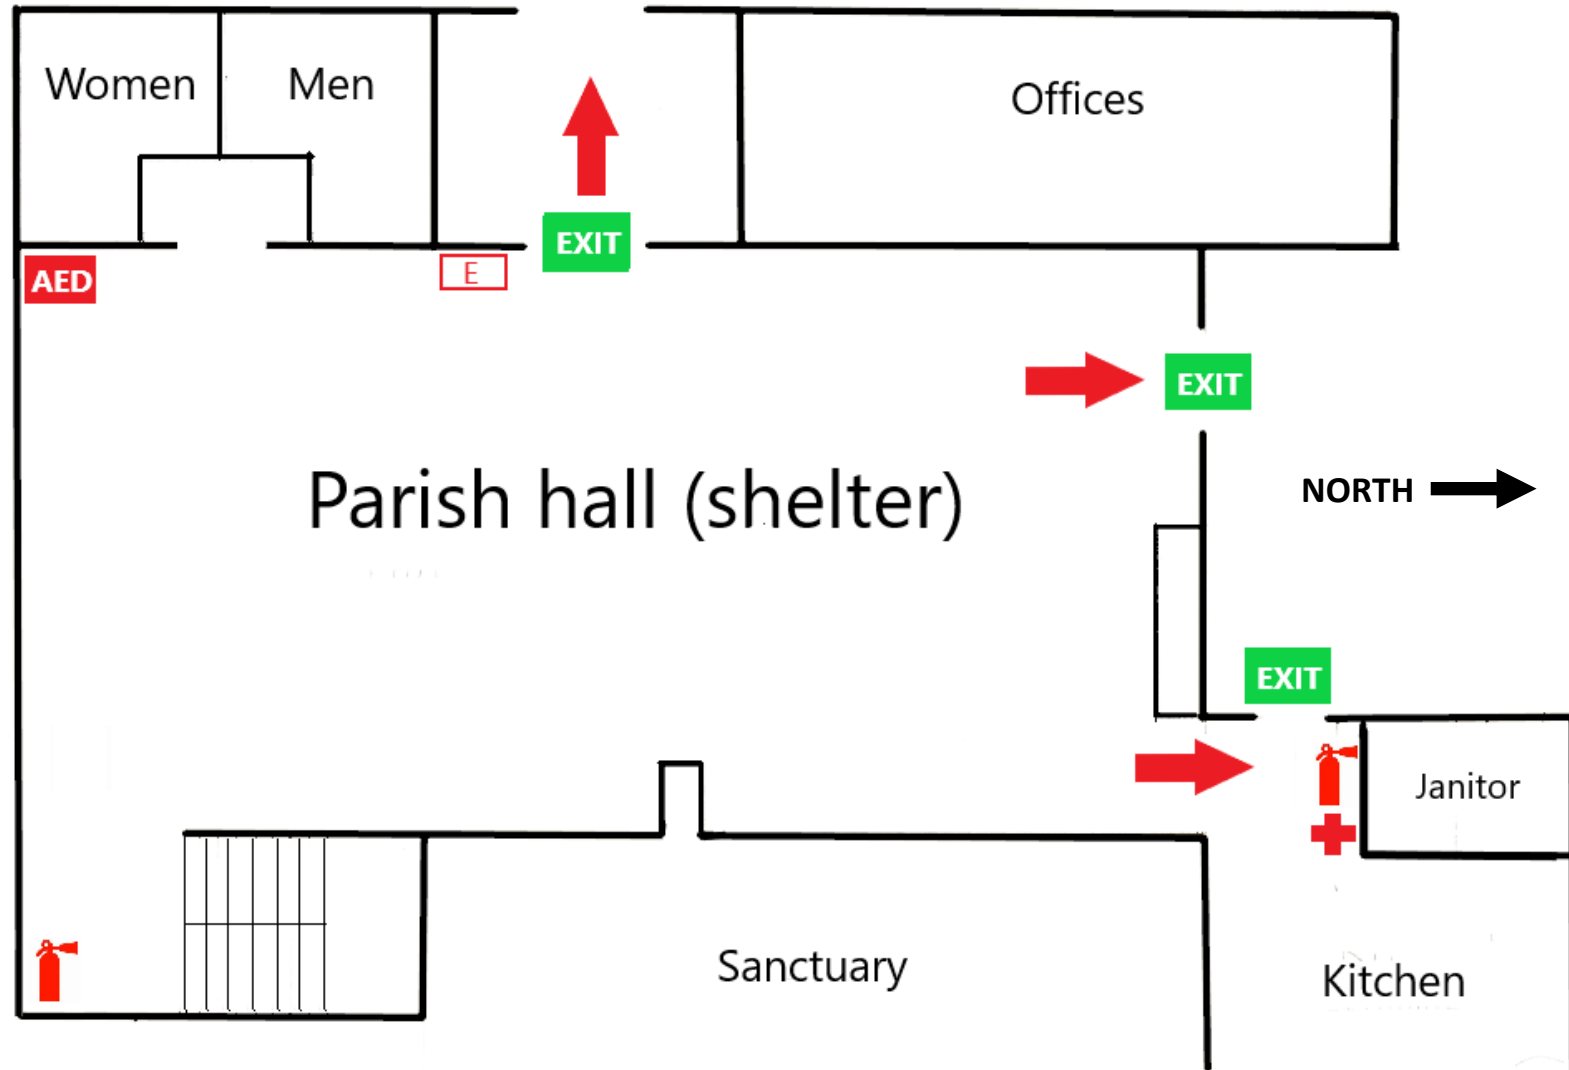 Women
Men
Offices
EXIT
AED
E
EXIT
Parish hall (shelter)
NORTH
EXIT
Janitor
Sanctuary
Kitchen